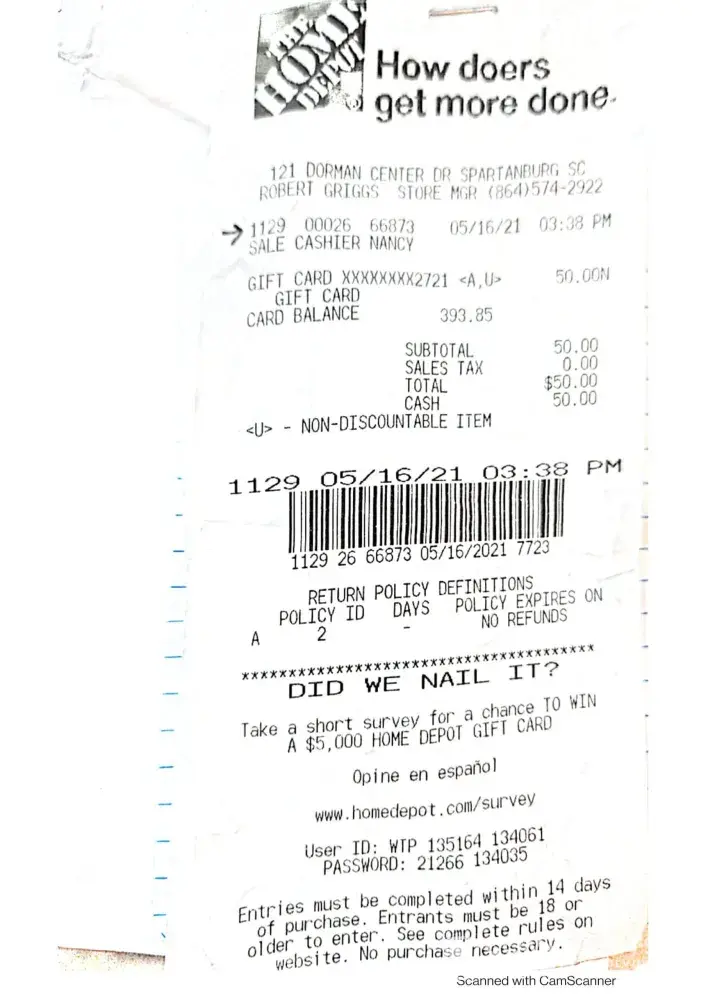 THE
HOME
DEPOT
How doers
get more done.
121 DORMAN CENTER DR SPARTANBURG SC
ROBERT GRIGGS STORE MGR (864)574-2922
→ 1129 00026 66873 05/16/21 03:38 PM
SALE CASHIER NANCY
GIFT CARD XXXXXXXX2721 <A,U> 50.00N
GIFT CARD
CARD BALANCE 393.85
SUBTOTAL 50.00
SALES TAX 0.00
TOTAL $50.00
CASH 50.00
<U> - NON-DISCOUNTABLE ITEM
1129 05/16/21 03:38 PM
1129 26 66873 05/16/2021 7723
RETURN POLICY DEFINITIONS
POLICY ID DAYS POLICY EXPIRES ON
A 2 - NO REFUNDS
****************************************
DID WE NAIL IT?
Take a short survey for a chance TO WIN
A $5,000 HOME DEPOT GIFT CARD
Opine en español
www.homedepot.com/survey
User ID: WTP 135164 134061
PASSWORD: 21266 134035
Entries must be completed within 14 days
of purchase. Entrants must be 18 or
older to enter. See complete rules on
website. No purchase necessary.
Scanned with CamScanner